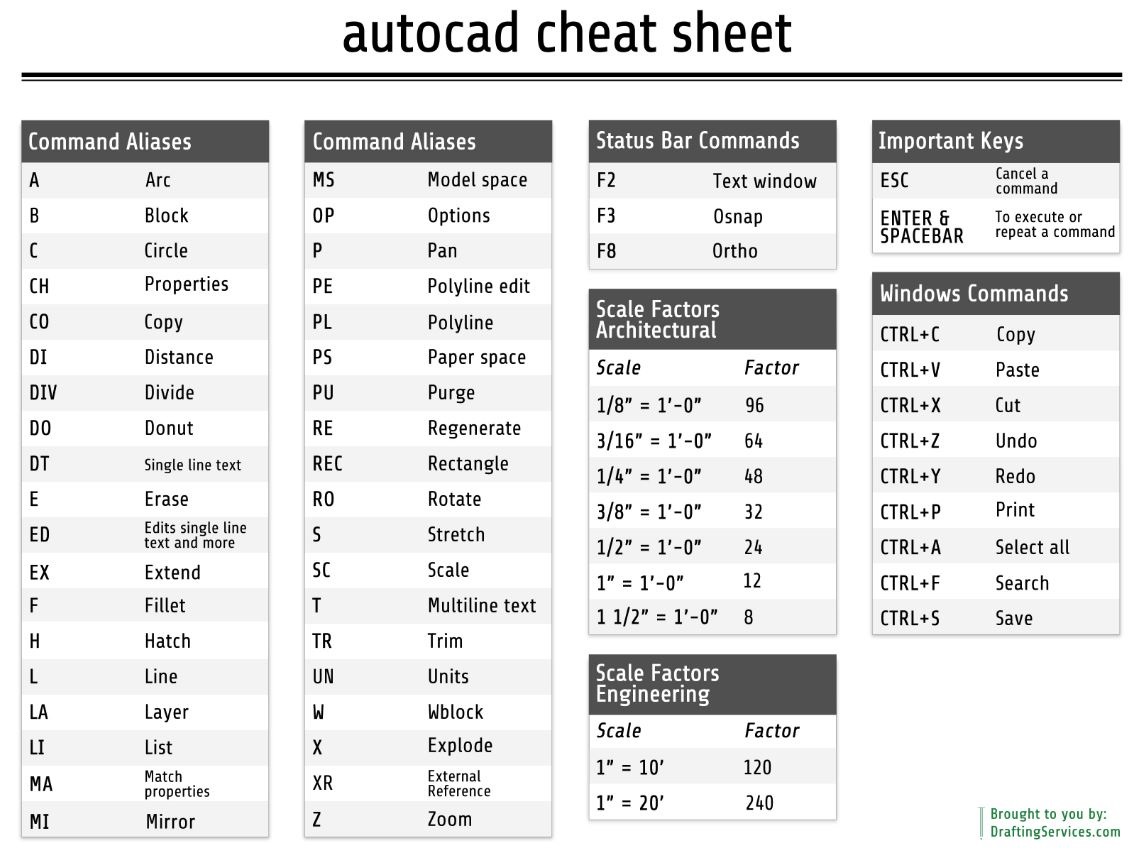 autocad cheat sheet
Command Aliases
A Arc
B Block
C Circle
CH Properties
CO Copy
DI Distance
DIV Divide
DO Donut
DT Single line text
E Erase
ED Edits single line
text and more
EX Extend
F Fillet
H Hatch
L Line
LA Layer
LI List
MA Match
properties
MI Mirror
Command Aliases
MS Model space
OP Options
P Pan
PE Polyline edit
PL Polyline
PS Paper space
PU Purge
RE Regenerate
REC Rectangle
RO Rotate
S Stretch
SC Scale
T Multiline text
TR Trim
UN Units
W Wblock
X Explode
XR External
Reference
Z Zoom
Status Bar Commands
F2 Text window
F3 Osnap
F8 Ortho
Scale Factors
Architectural
Scale Factor
1/8” = 1’-0” 96
3/16” = 1’-0” 64
1/4” = 1’-0” 48
3/8” = 1’-0” 32
1/2” = 1’-0” 24
1” = 1’-0” 12
1 1/2” = 1’-0” 8
Scale Factors
Engineering
Scale Factor
1” = 10’ 120
1” = 20’ 240
Important Keys
ESC Cancel a
command
ENTER & To execute or
SPACEBAR repeat a command
Windows Commands
CTRL+C Copy
CTRL+V Paste
CTRL+X Cut
CTRL+Z Undo
CTRL+Y Redo
CTRL+P Print
CTRL+A Select all
CTRL+F Search
CTRL+S Save
Brought to you by:
DraftingServices.com